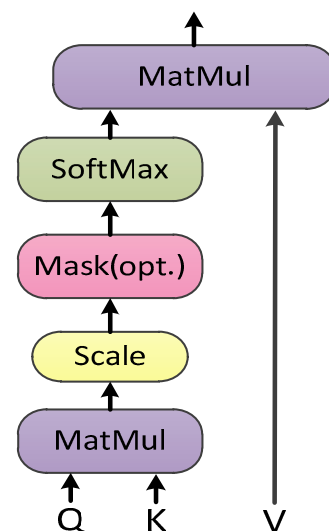 MatMul
SoftMax
Mask(opt.)
Scale
MatMul
Q K V